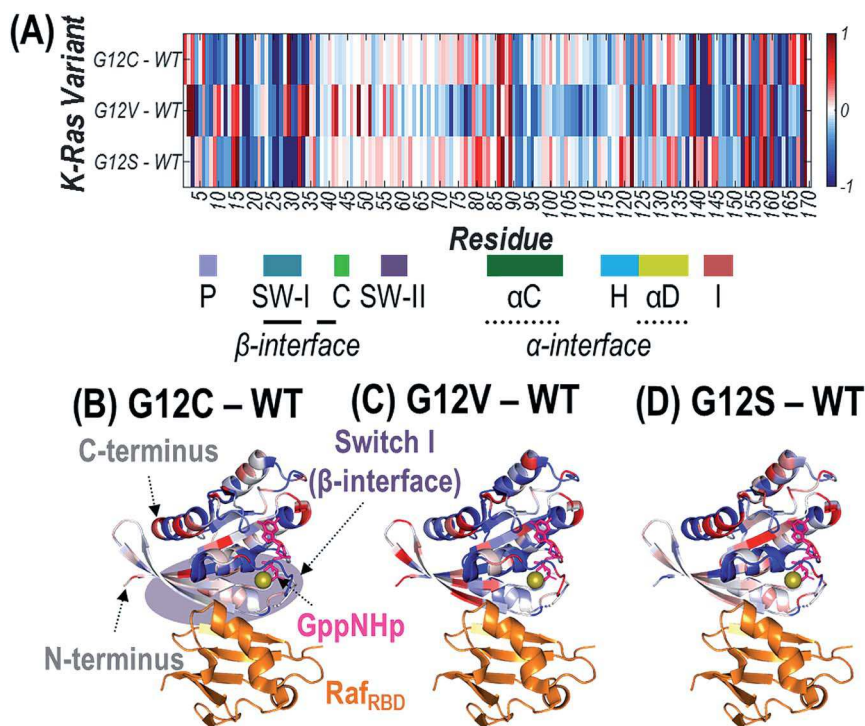 (A)
K-Ras Variant
G12C - WT
G12V - WT
G12S - WT
1
0
-1
5 10 15 20 25 30 35 40 45 50 55 60 65 70 75 80 85 90 95 100 105 110 115 120 125 130 135 140 145 150 155 160 165 170
Residue
P SW-I C SW-II αC H αD I
β-interface α-interface
(B) G12C – WT (C) G12V – WT (D) G12S – WT
C-terminus
Switch I
(β-interface)
GppNHp
N-terminus
RafRBD